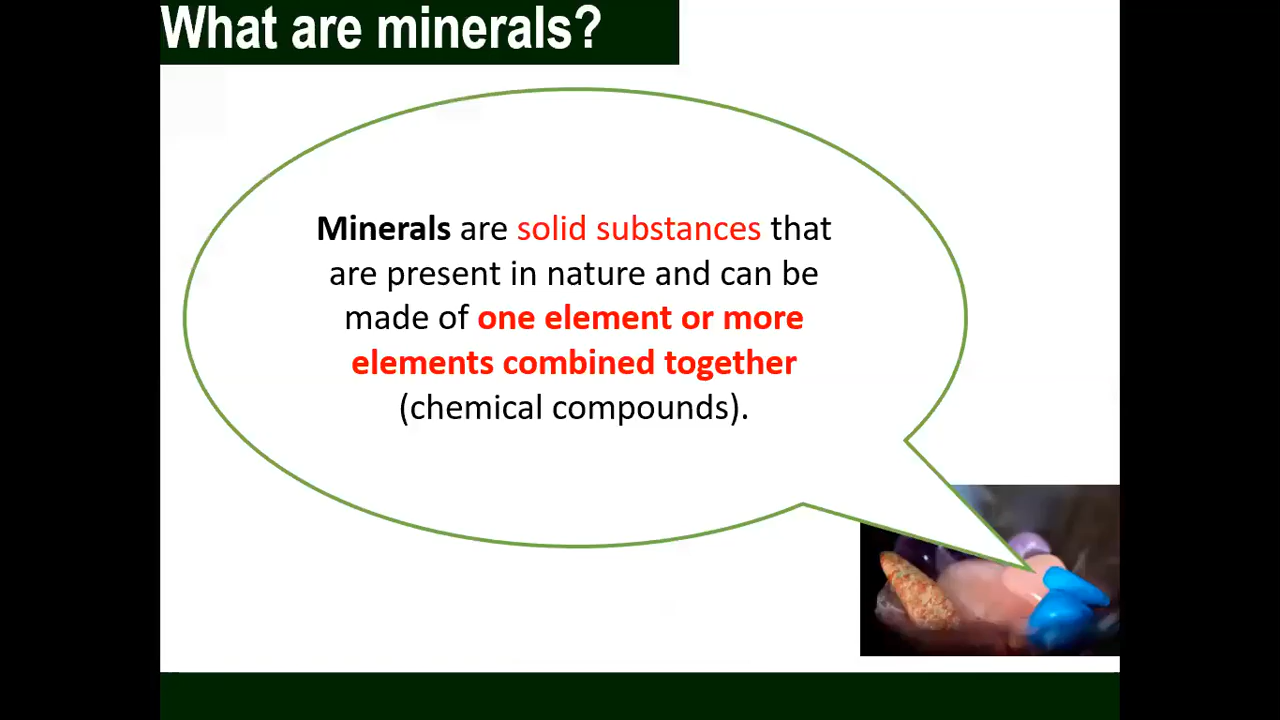 What are minerals?
Minerals are solid substances that
are present in nature and can be
made of one element or more
elements combined together
(chemical compounds).